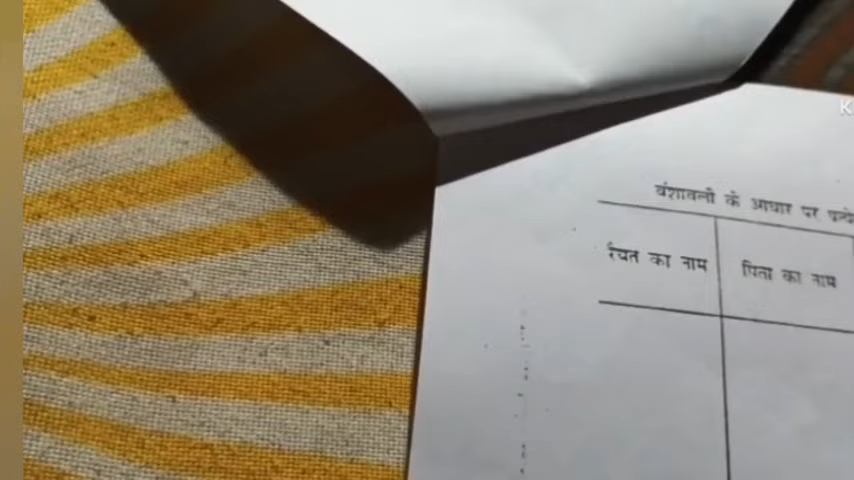 वंशावली के आधार पर
रैयत का नाम
पिता का नाम
K